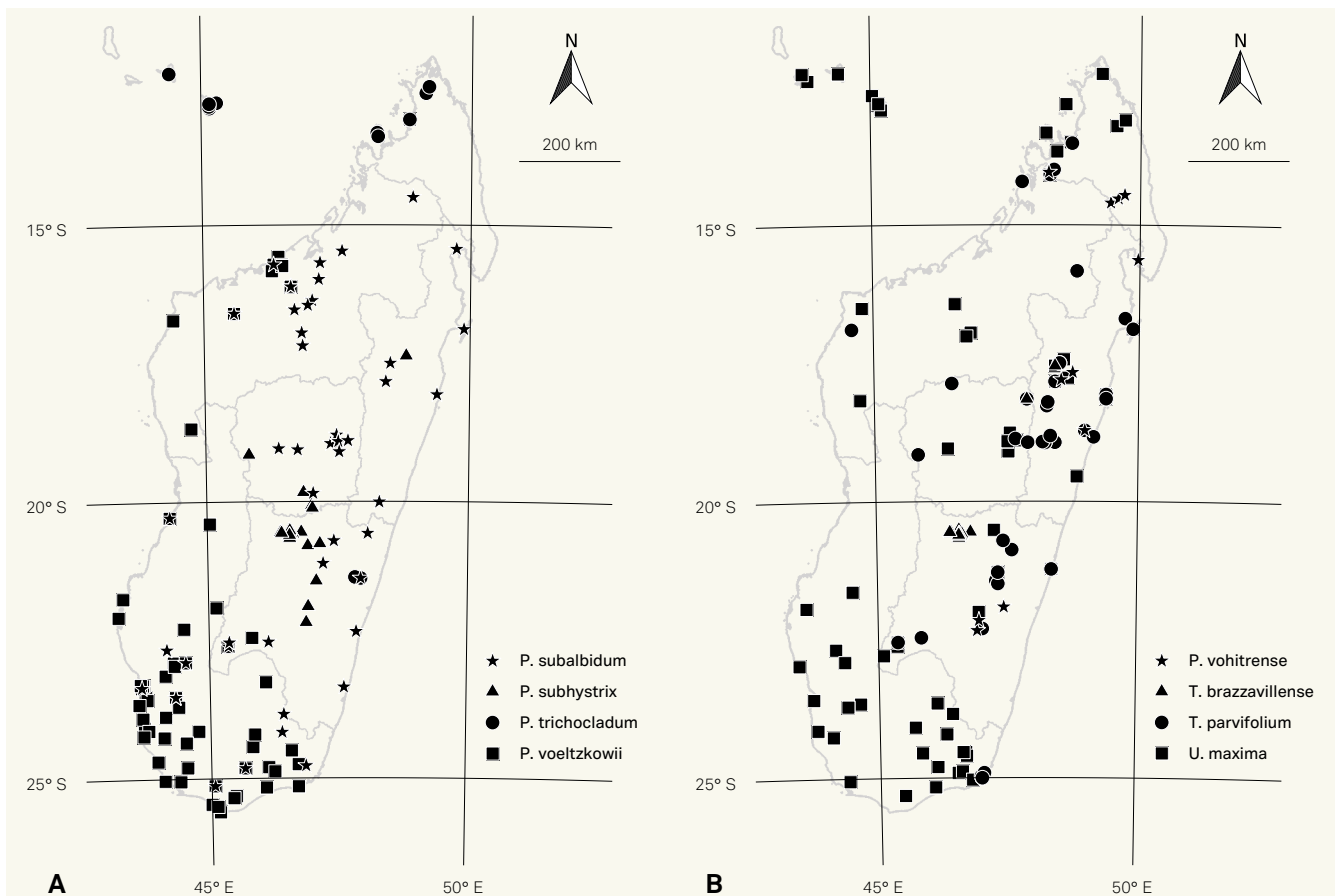 N
200 km
15° S
20° S
25° S
P. subalbidum
P. subhystrix
P. trichocladum
P. voeltzkowii
A
45° E
50° E
N
200 km
15° S
20° S
25° S
P. vohitrense
T. brazzavillense
T. parvifolium
U. maxima
B
45° E
50° E